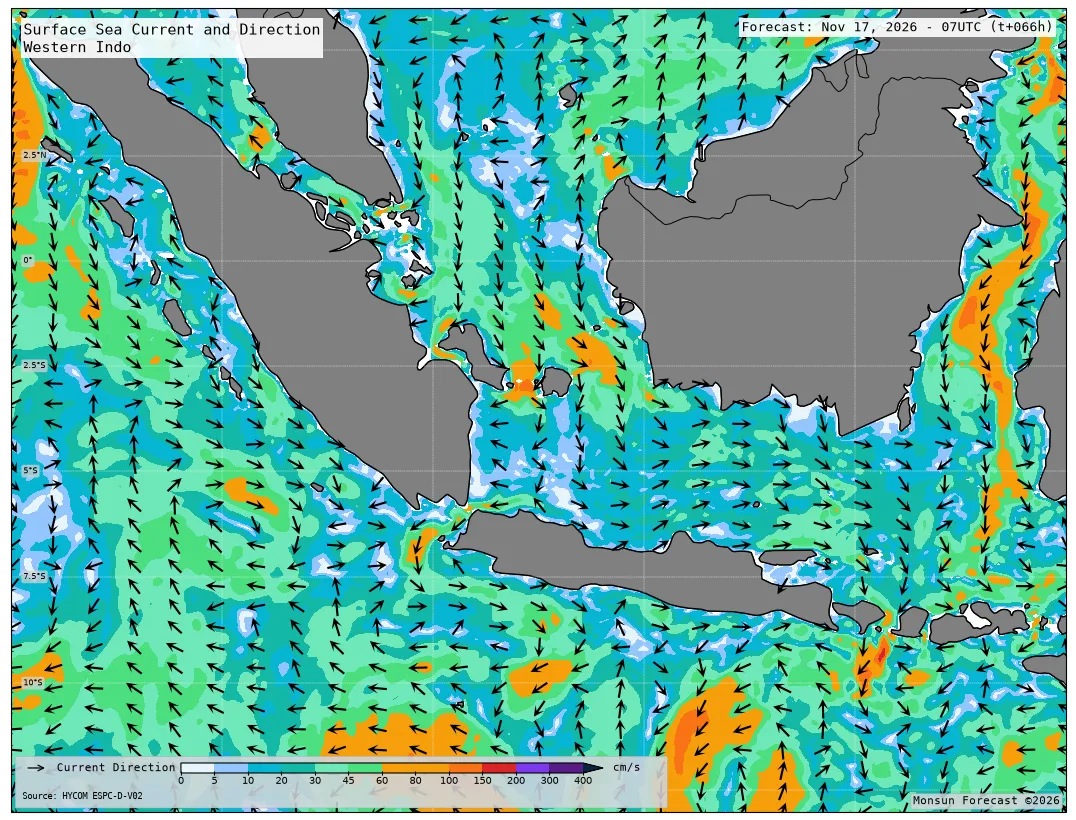 Surface Sea Current and Direction
Western Indo
Forecast: Nov 17, 2026 - 07UTC (t+066h)
2.5°N
0°
2.5°S
5°S
7.5°S
10°S
Current Direction
0 5 10 20 30 45 60 80 100 150 200 300 400 cm/s
Source: HYCOM ESPC-D-V02
Monsun Forecast ©2026